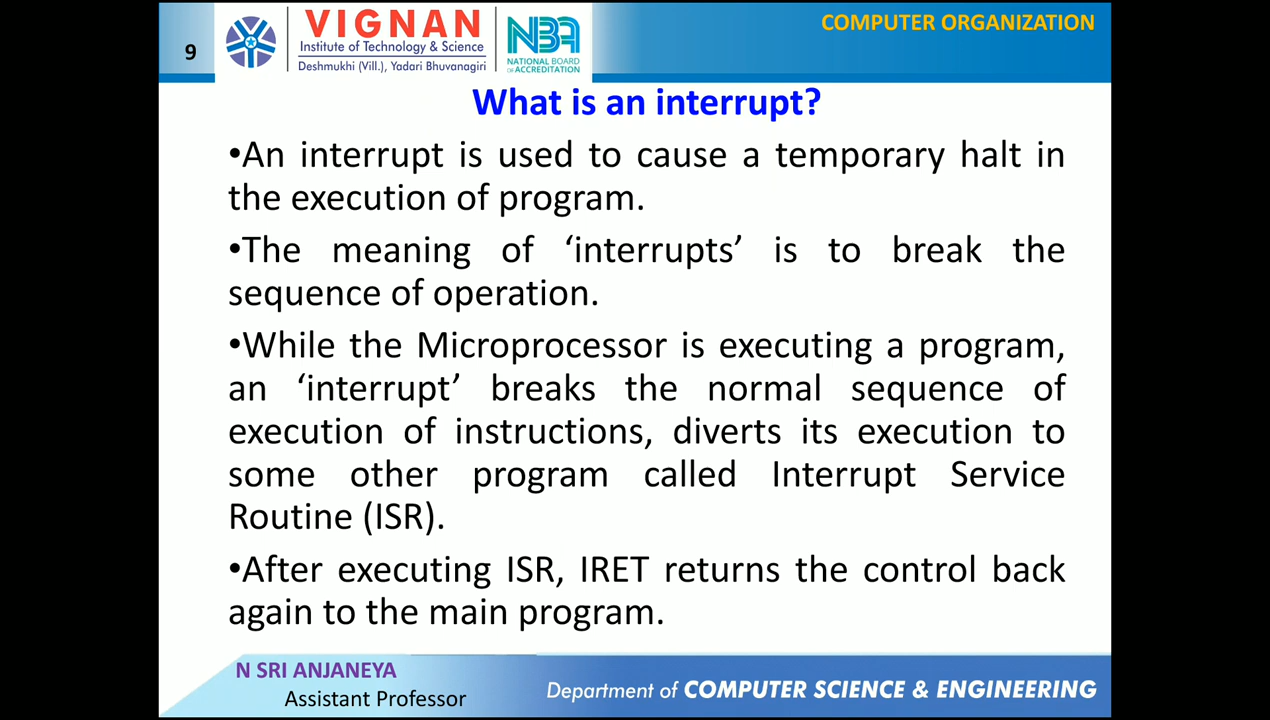 9
VIGNAN
Institute of Technology & Science
Deshmukhi (Vill.), Yadari Bhuvanagiri
NBA
NATIONAL BOARD
OF ACCREDITATION
COMPUTER ORGANIZATION
What is an interrupt?
•An interrupt is used to cause a temporary halt in
the execution of program.
•The meaning of ‘interrupts’ is to break the
sequence of operation.
•While the Microprocessor is executing a program,
an ‘interrupt’ breaks the normal sequence of
execution of instructions, diverts its execution to
some other program called Interrupt Service
Routine (ISR).
•After executing ISR, IRET returns the control back
again to the main program.
N SRI ANJANEYA
Assistant Professor
Department of COMPUTER SCIENCE & ENGINEERING